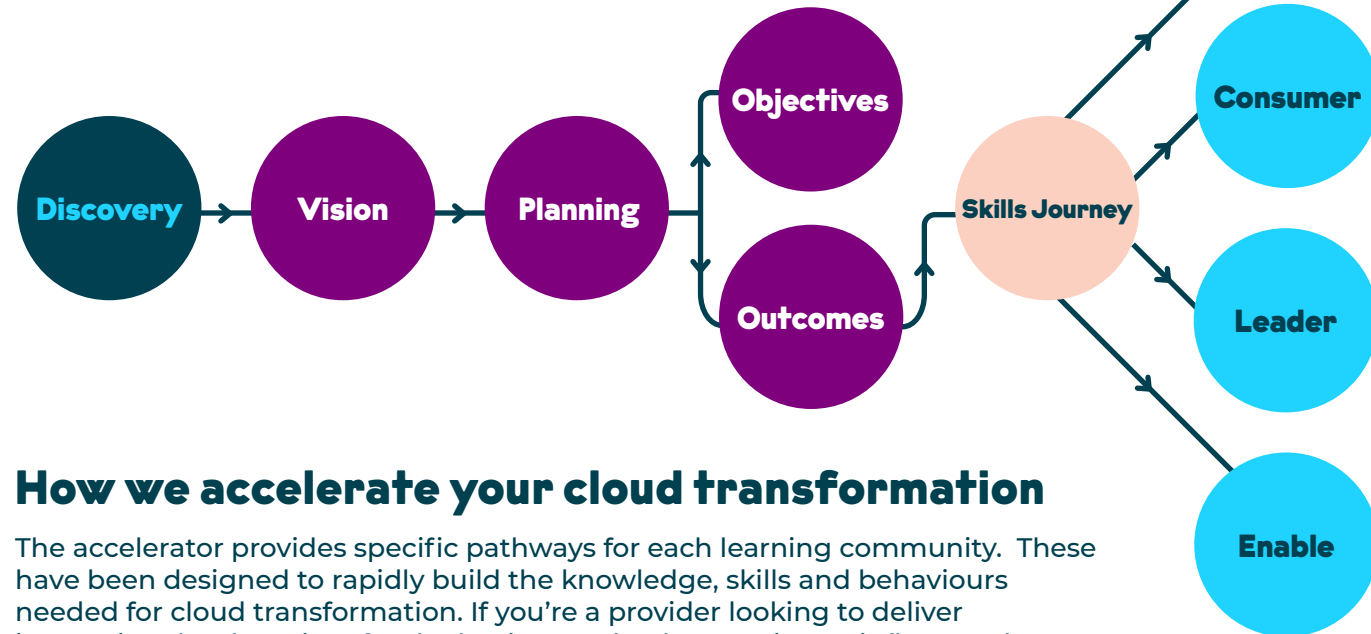 Discovery
Vision
Planning
Objectives
Outcomes
Skills Journey
Consumer
Leader
Enable
How we accelerate your cloud transformation
The accelerator provides specific pathways for each learning community.  These
have been designed to rapidly build the knowledge, skills and behaviours
needed for cloud transformation. If you’re a provider looking to deliver